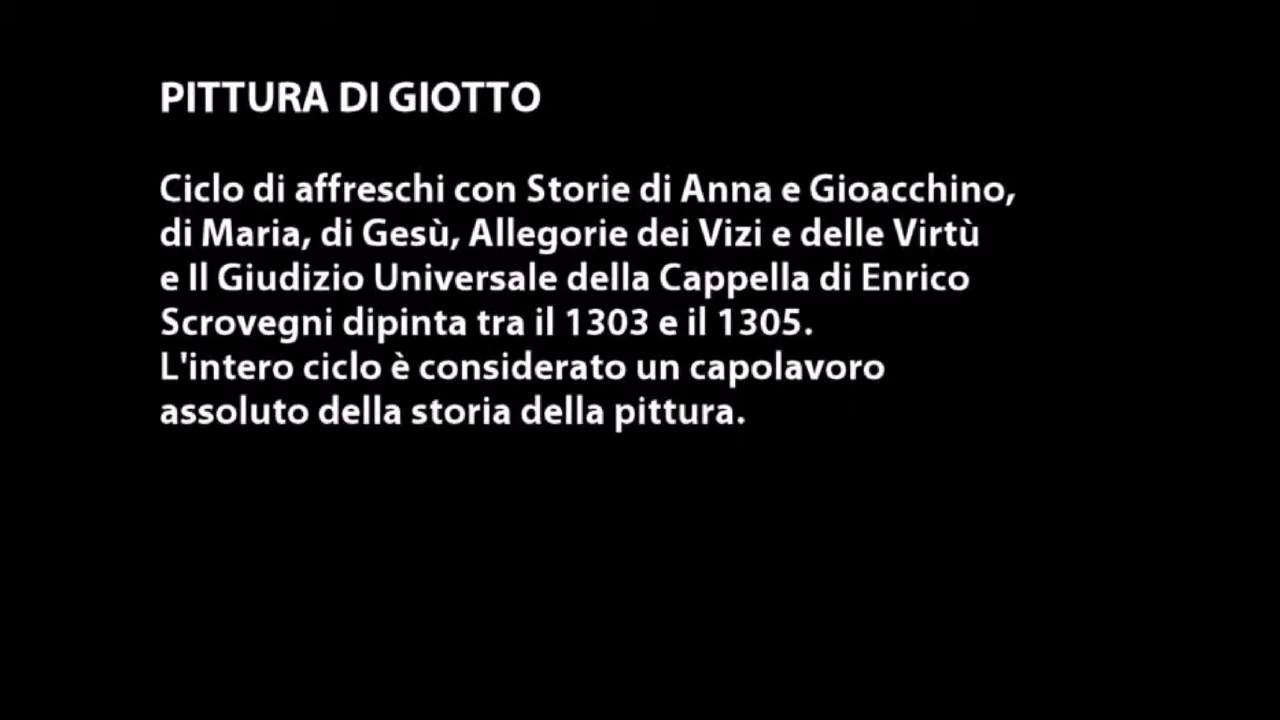 PITTURA DI GIOTTO
Ciclo di affreschi con Storie di Anna e Gioacchino,
di Maria, di Gesù, Allegorie dei Vizi e delle Virtù
e Il Giudizio Universale della Cappella di Enrico
Scrovegni dipinta tra il 1303 e il 1305.
L'intero ciclo è considerato un capolavoro
assoluto della storia della pittura.